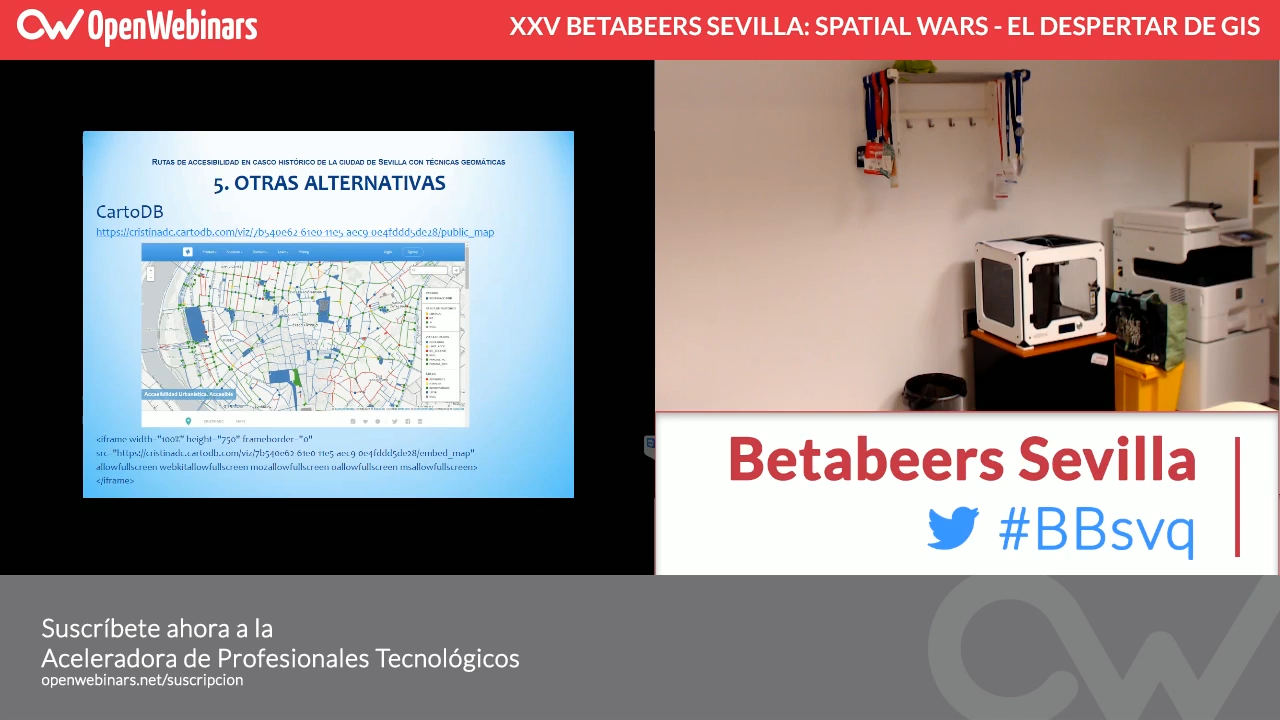 OpenWebinars
XXV BETABEERS SEVILLA: SPATIAL WARS - EL DESPERTAR DE GIS
RUTAS DE ACCESIBILIDAD EN CASCO HISTÓRICO DE LA CIUDAD DE SEVILLA CON TÉCNICAS GEOMÁTICAS
5. OTRAS ALTERNATIVAS
CartoDB
https://cristinadc.cartodb.com/viz/7b540e62-61e0-11e5-aec9-0e4fddd5de28/public_map
Accesibilidad Urbanística. Accesible
<iframe width="100%" height="750" frameborder="0"
src="https://cristinadc.cartodb.com/viz/7b540e62-61e0-11e5-aec9-0e4fddd5de28/embed_map"
allowfullscreen webkitallowfullscreen mozallowfullscreen oallowfullscreen msallowfullscreen>
</iframe>
Betabeers Sevilla
#BBsvq
Suscríbete ahora a la
Aceleradora de Profesionales Tecnológicos
openwebinars.net/suscripcion